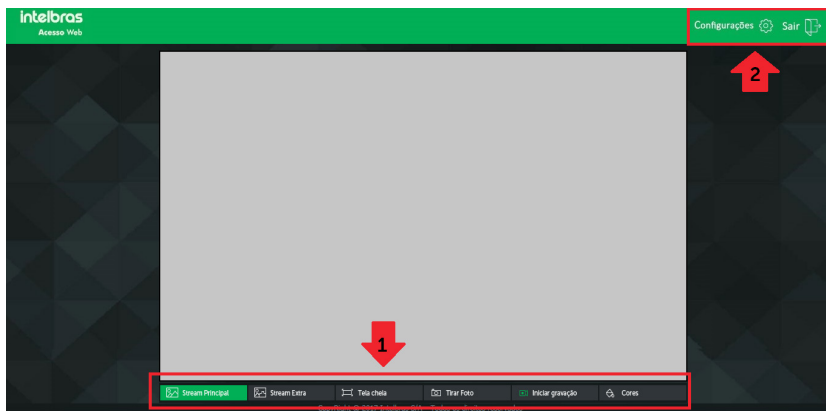 intelbras
Acesso Web
Configurações Sair
2
1
Stream Principal Stream Extra Tela cheia Tirar Foto Iniciar gravação Cores